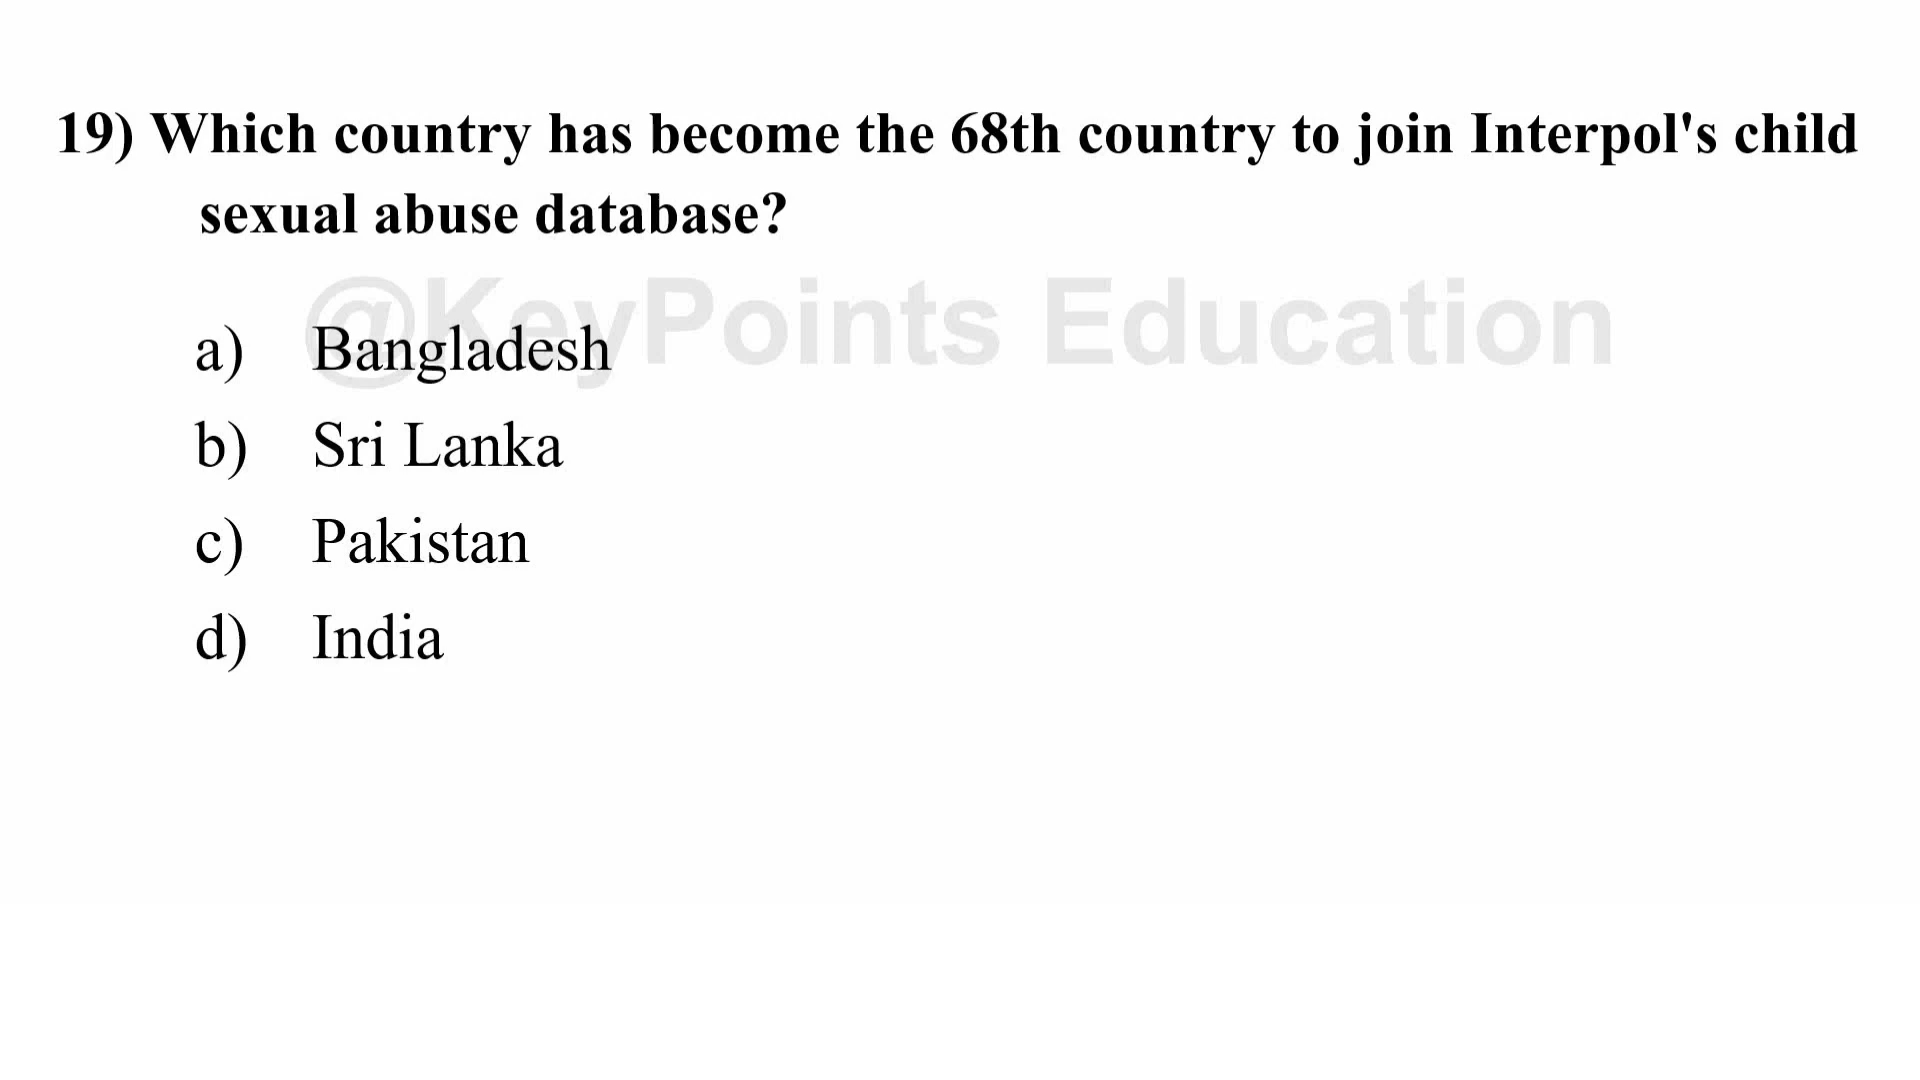 19) Which country has become the 68th country to join Interpol's child
sexual abuse database?
@KeyPoints Education
a) Bangladesh
b) Sri Lanka
c) Pakistan
d) India